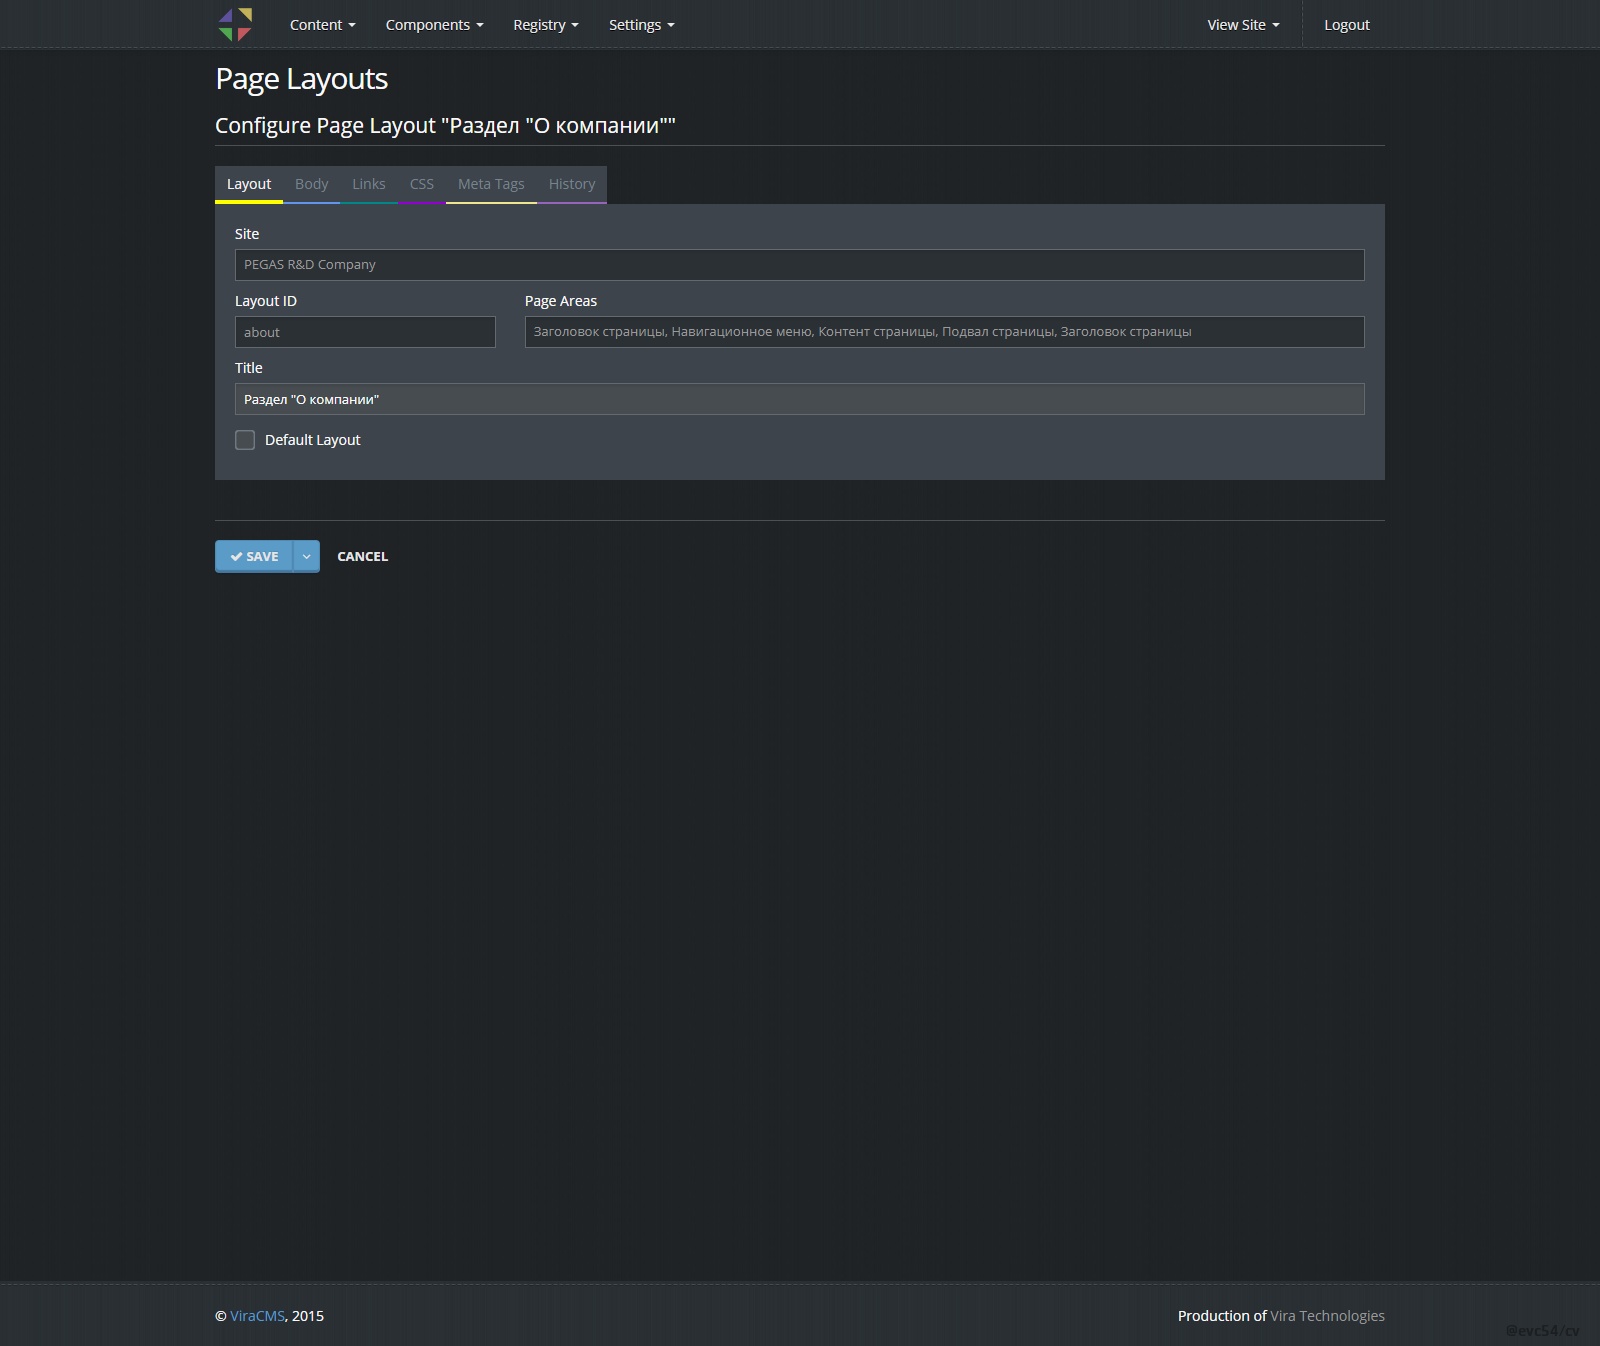 Content Components Registry Settings View Site Logout
Page Layouts
Configure Page Layout "Раздел "О компании""
Layout Body Links CSS Meta Tags History
Site
PEGAS R&D Company
Layout ID Page Areas
about Заголовок страницы, Навигационное меню, Контент страницы, Подвал страницы, Заголовок страницы
Title
Раздел "О компании"
Default Layout
SAVE CANCEL
© ViraCMS, 2015 Production of Vira Technologies
@evc54/cv